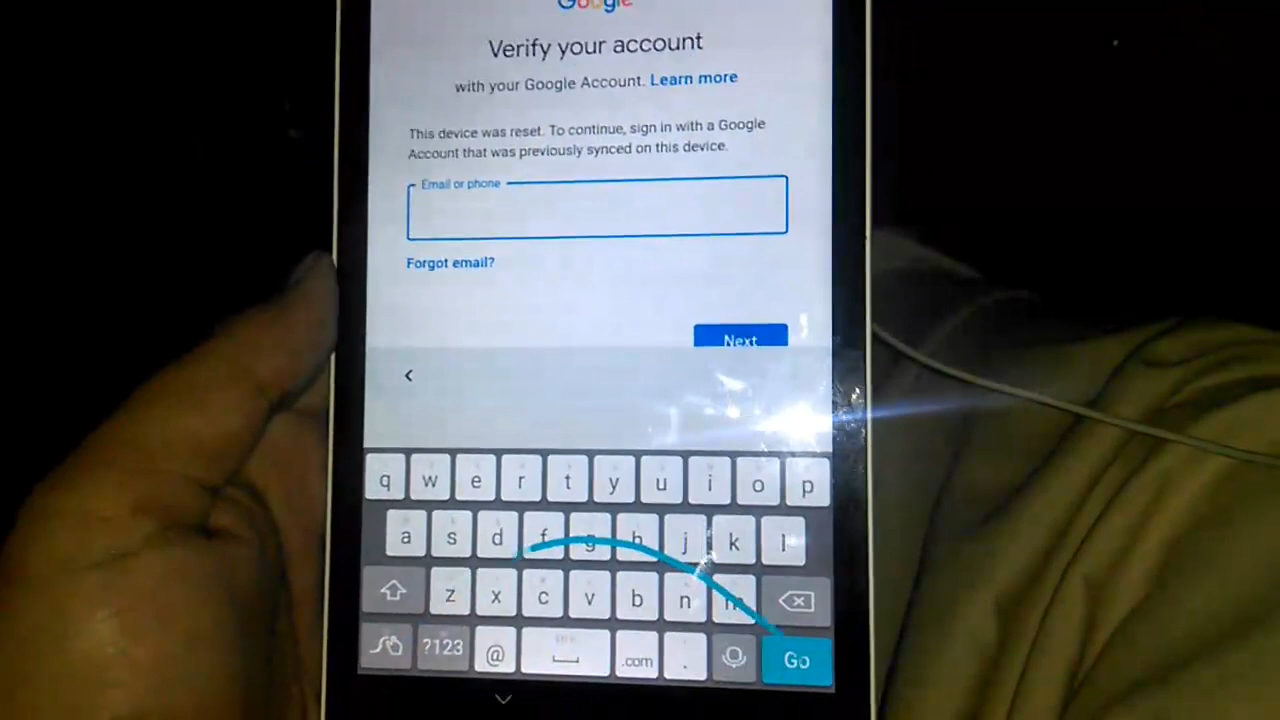 Google
Verify your account
with your Google Account. Learn more
This device was reset. To continue, sign in with a Google
Account that was previously synced on this device.
Email or phone
Forgot email?
Next
q w e r t y u i o p
a s d f g h j k l
z x c v b n m
?123 @ .com . Go